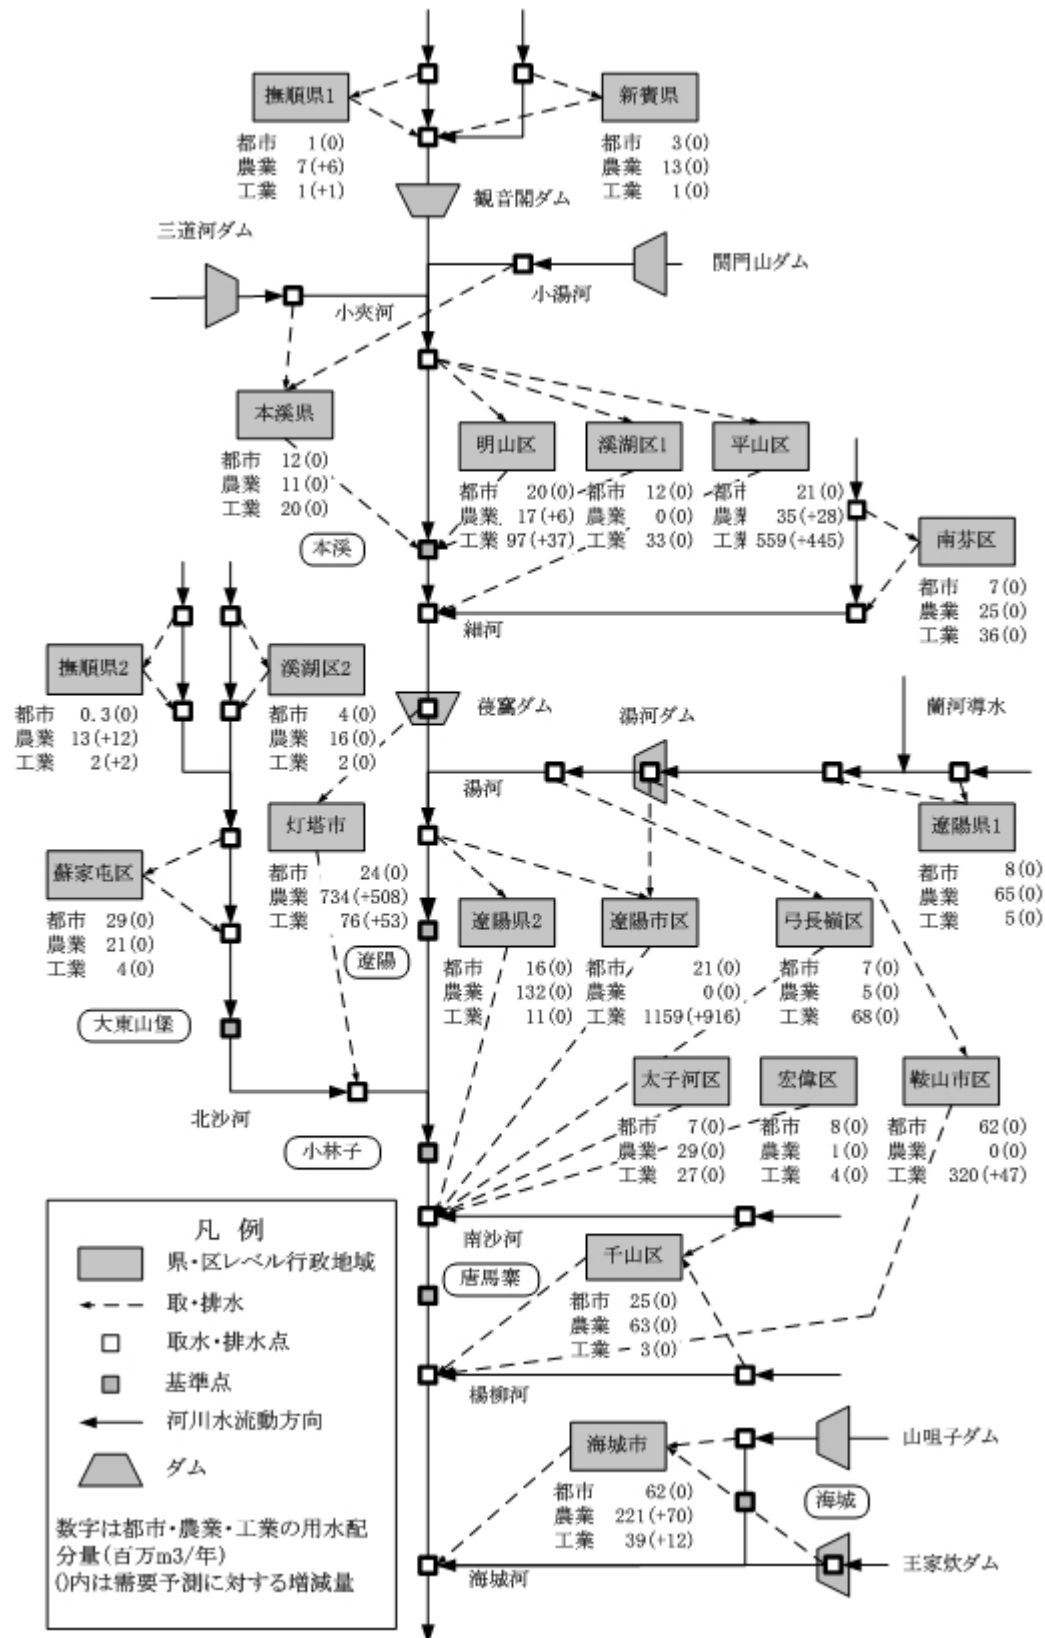 撫順県1
都市 1(0)
農業 7(+6)
工業 1(+1)
新賓県
都市 3(0)
農業 13(0)
工業 1(0)
観音閣ダム
三道河ダム
関門山ダム
小湯河
小夾河
本溪県
都市 12(0)
農業 11(0)
工業 20(0)
明山区
都市 20(0)
農業 17(+6)
工業 97(+37)
溪湖区1
都市 12(0)
農業 0(0)
工業 33(0)
平山区
都市 21(0)
農業 35(+28)
工業 559(+445)
南芬区
都市 7(0)
農業 25(0)
工業 36(0)
本溪
細河
撫順県2
都市 0.3(0)
農業 13(+12)
工業 2(+2)
溪湖区2
都市 4(0)
農業 16(0)
工業 2(0)
葠窩ダム
湯河ダム
蘭河導水
湯河
灯塔市
都市 24(0)
農業 734(+508)
工業 76(+53)
遼陽県1
都市 8(0)
農業 65(0)
工業 5(0)
蘇家屯区
都市 29(0)
農業 21(0)
工業 4(0)
遼陽
遼陽県2
都市 16(0)
農業 132(0)
工業 11(0)
遼陽市区
都市 21(0)
農業 0(0)
工業 1159(+916)
弓長嶺区
都市 7(0)
農業 5(0)
工業 68(0)
大東山堡
北沙河
小林子
太子河区
都市 7(0)
農業 29(0)
工業 27(0)
宏偉区
都市 8(0)
農業 1(0)
工業 4(0)
鞍山市区
都市 62(0)
農業 0(0)
工業 320(+47)
南沙河
唐馬寨
千山区
都市 25(0)
農業 63(0)
工業 3(0)
楊柳河
海城市
都市 62(0)
農業 221(+70)
工業 39(+12)
山咀子ダム
海城
王家炊ダム
海城河
凡 例
県・区レベル行政地域
取・排水
取水・排水点
基準点
河川水流動方向
ダム
数字は都市・農業・工業の用水配
分量(百万m3/年)
()内は需要予測に対する増減量